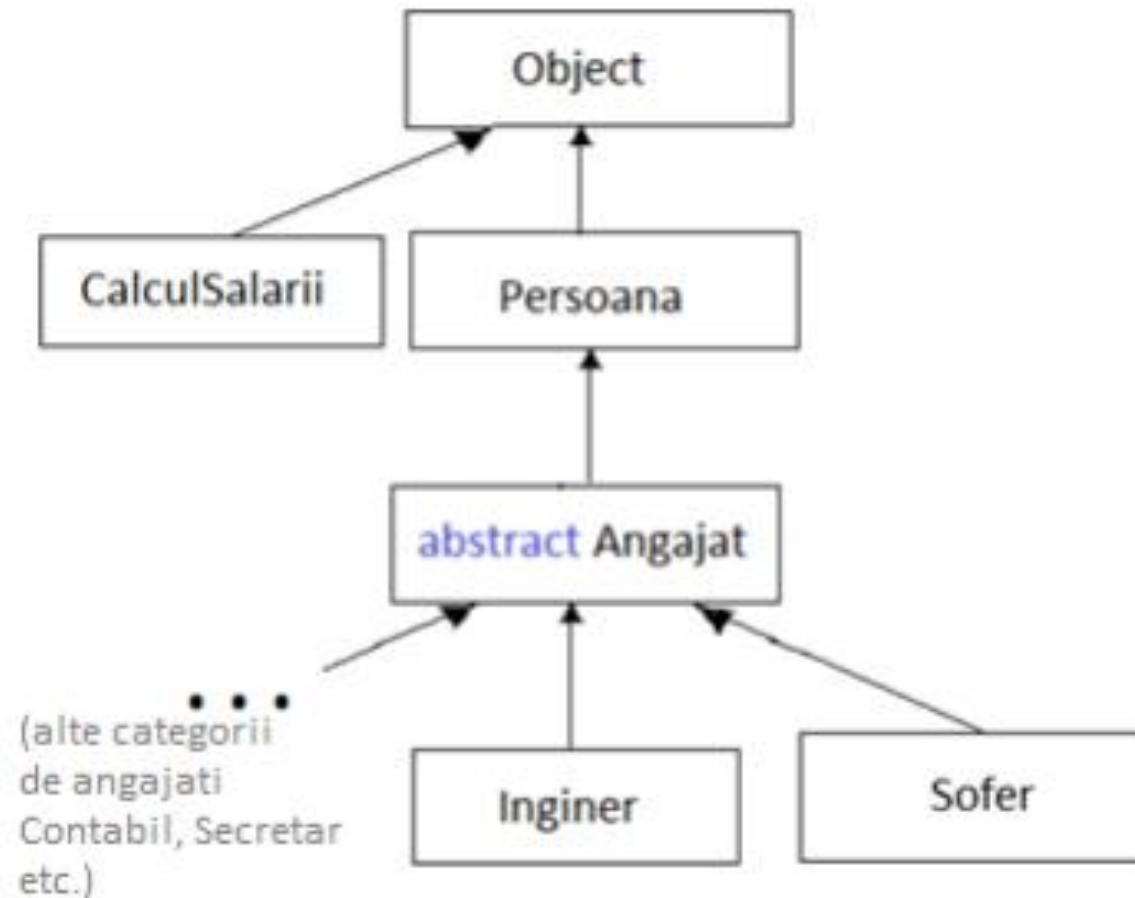 Object
CalculSalarii
Persoana
abstract Angajat
...
(alte categorii
de angajati
Contabil, Secretar
etc.)
Inginer
Sofer